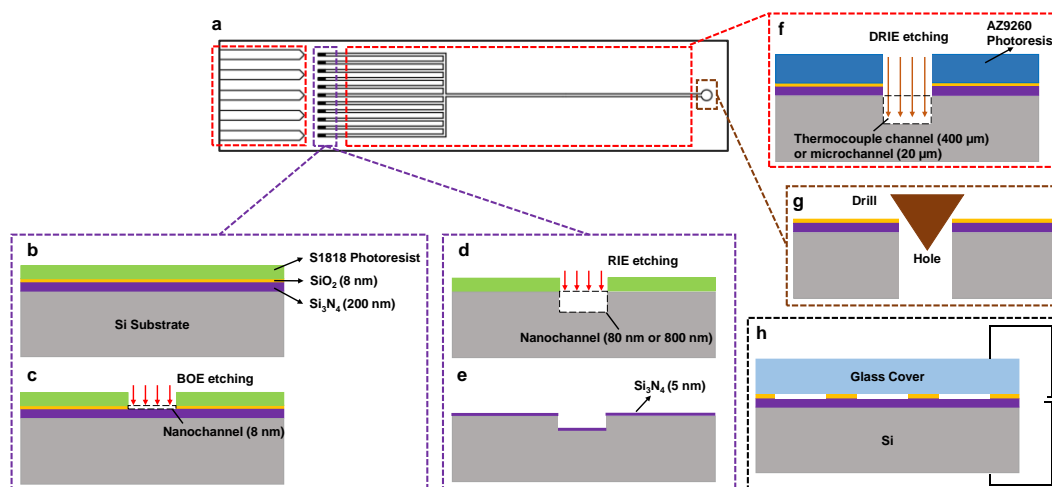 a
b
S1818 Photoresist
SiO₂ (8 nm)
Si₃N₄ (200 nm)
Si Substrate
c
BOE etching
Nanochannel (8 nm)
d
RIE etching
Nanochannel (80 nm or 800 nm)
e
Si₃N₄ (5 nm)
f
DRIE etching
AZ9260
Photoresis
Thermocouple channel (400 µm)
or microchannel (20 µm)
g
Drill
Hole
h
Glass Cover
Si